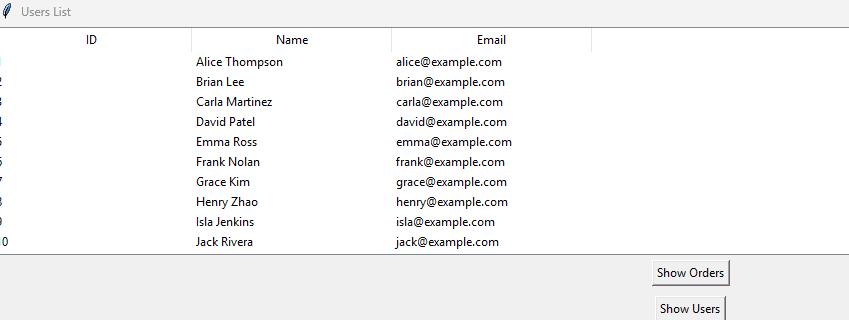 Users List
ID Name Email
1 Alice Thompson alice@example.com
2 Brian Lee brian@example.com
3 Carla Martinez carla@example.com
4 David Patel david@example.com
5 Emma Ross emma@example.com
6 Frank Nolan frank@example.com
7 Grace Kim grace@example.com
8 Henry Zhao henry@example.com
9 Isla Jenkins isla@example.com
10 Jack Rivera jack@example.com
Show Orders
Show Users